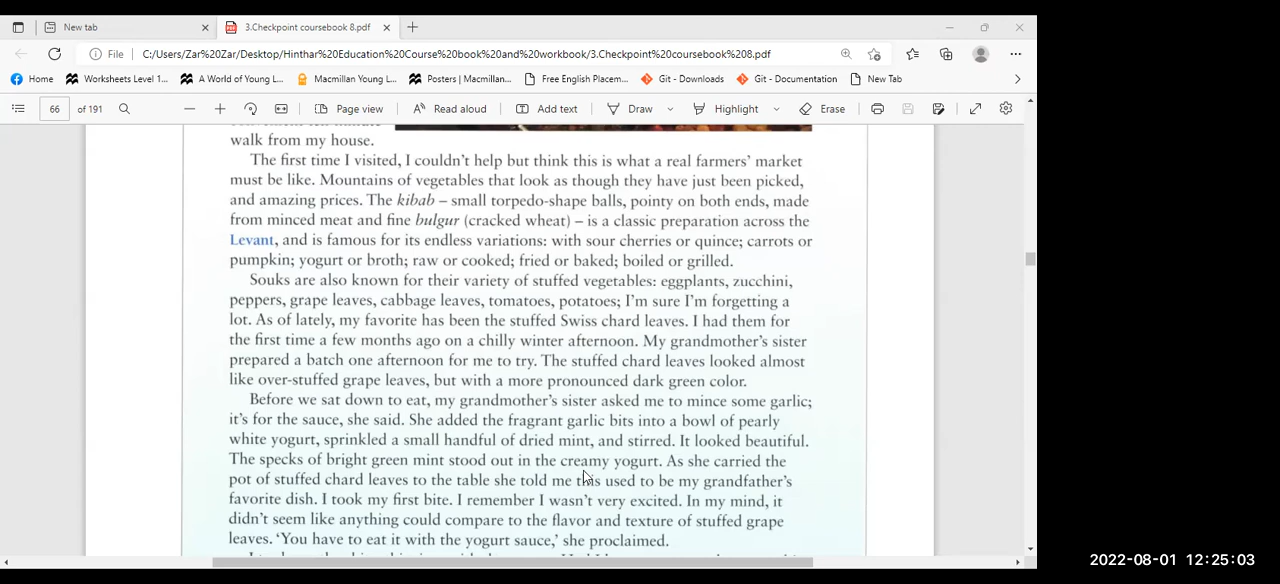 New tab
3.Checkpoint coursebook 8.pdf
File
C:/Users/Zar%20Zar/Desktop/Hinthar%20Education%20Course%20book%20and%20workbook/3.Checkpoint%20coursebook%208.pdf
Home
Worksheets Level 1...
A World of Young L...
Macmillan Young L...
Posters | Macmillan...
Free English Placem...
Git - Downloads
Git - Documentation
New Tab
66 of 191
Page view
Read aloud
Add text
Draw
Highlight
Erase
walk from my house.
The first time I visited, I couldn't help but think this is what a real farmers' market
must be like. Mountains of vegetables that look as though they have just been picked,
and amazing prices. The kibab – small torpedo-shape balls, pointy on both ends, made
from minced meat and fine bulgur (cracked wheat) – is a classic preparation across the
Levant, and is famous for its endless variations: with sour cherries or quince; carrots or
pumpkin; yogurt or broth; raw or cooked; fried or baked; boiled or grilled.
Souks are also known for their variety of stuffed vegetables: eggplants, zucchini,
peppers, grape leaves, cabbage leaves, tomatoes, potatoes; I'm sure I'm forgetting a
lot. As of lately, my favorite has been the stuffed Swiss chard leaves. I had them for
the first time a few months ago on a chilly winter afternoon. My grandmother's sister
prepared a batch one afternoon for me to try. The stuffed chard leaves looked almost
like over-stuffed grape leaves, but with a more pronounced dark green color.
Before we sat down to eat, my grandmother's sister asked me to mince some garlic;
it's for the sauce, she said. She added the fragrant garlic bits into a bowl of pearly
white yogurt, sprinkled a small handful of dried mint, and stirred. It looked beautiful.
The specks of bright green mint stood out in the creamy yogurt. As she carried the
pot of stuffed chard leaves to the table she told me this used to be my grandfather's
favorite dish. I took my first bite. I remember I wasn't very excited. In my mind, it
didn't seem like anything could compare to the flavor and texture of stuffed grape
leaves. 'You have to eat it with the yogurt sauce,' she proclaimed.
2022-08-01 12:25:03